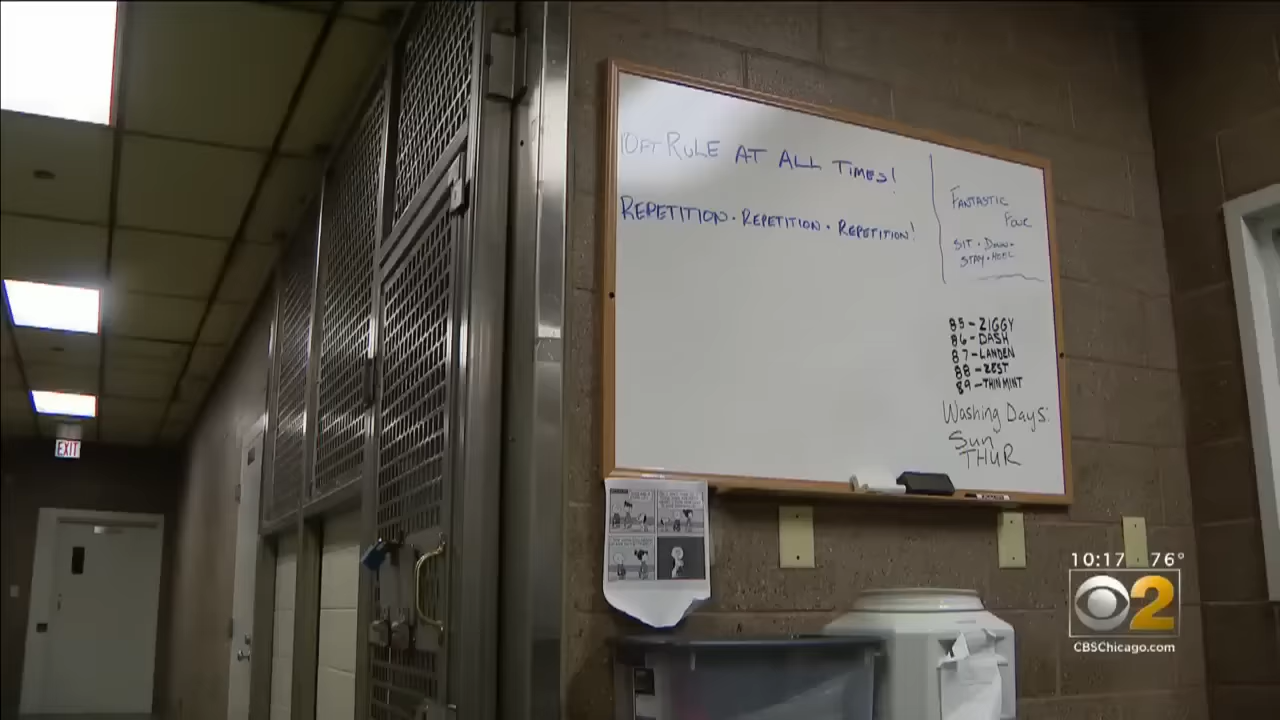 10FT RULE AT ALL TIMES!
REPETITION · REPETITION · REPETITION!
FANTASTIC
FOUR
SIT · DOWN ·
STAY · HEEL
85 - ZIGGY
86 - DASH
87 - LANDEN
88 - ZEST
89 - THIN MINT
Washing Days:
Sun
THUR
EXIT
10:17 76°
2
CBSChicago.com